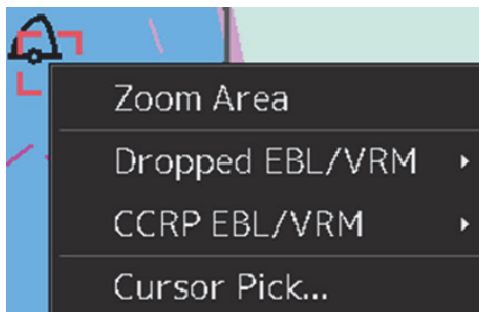 Zoom Area
Dropped EBL/VRM
CCRP EBL/VRM
Cursor Pick...